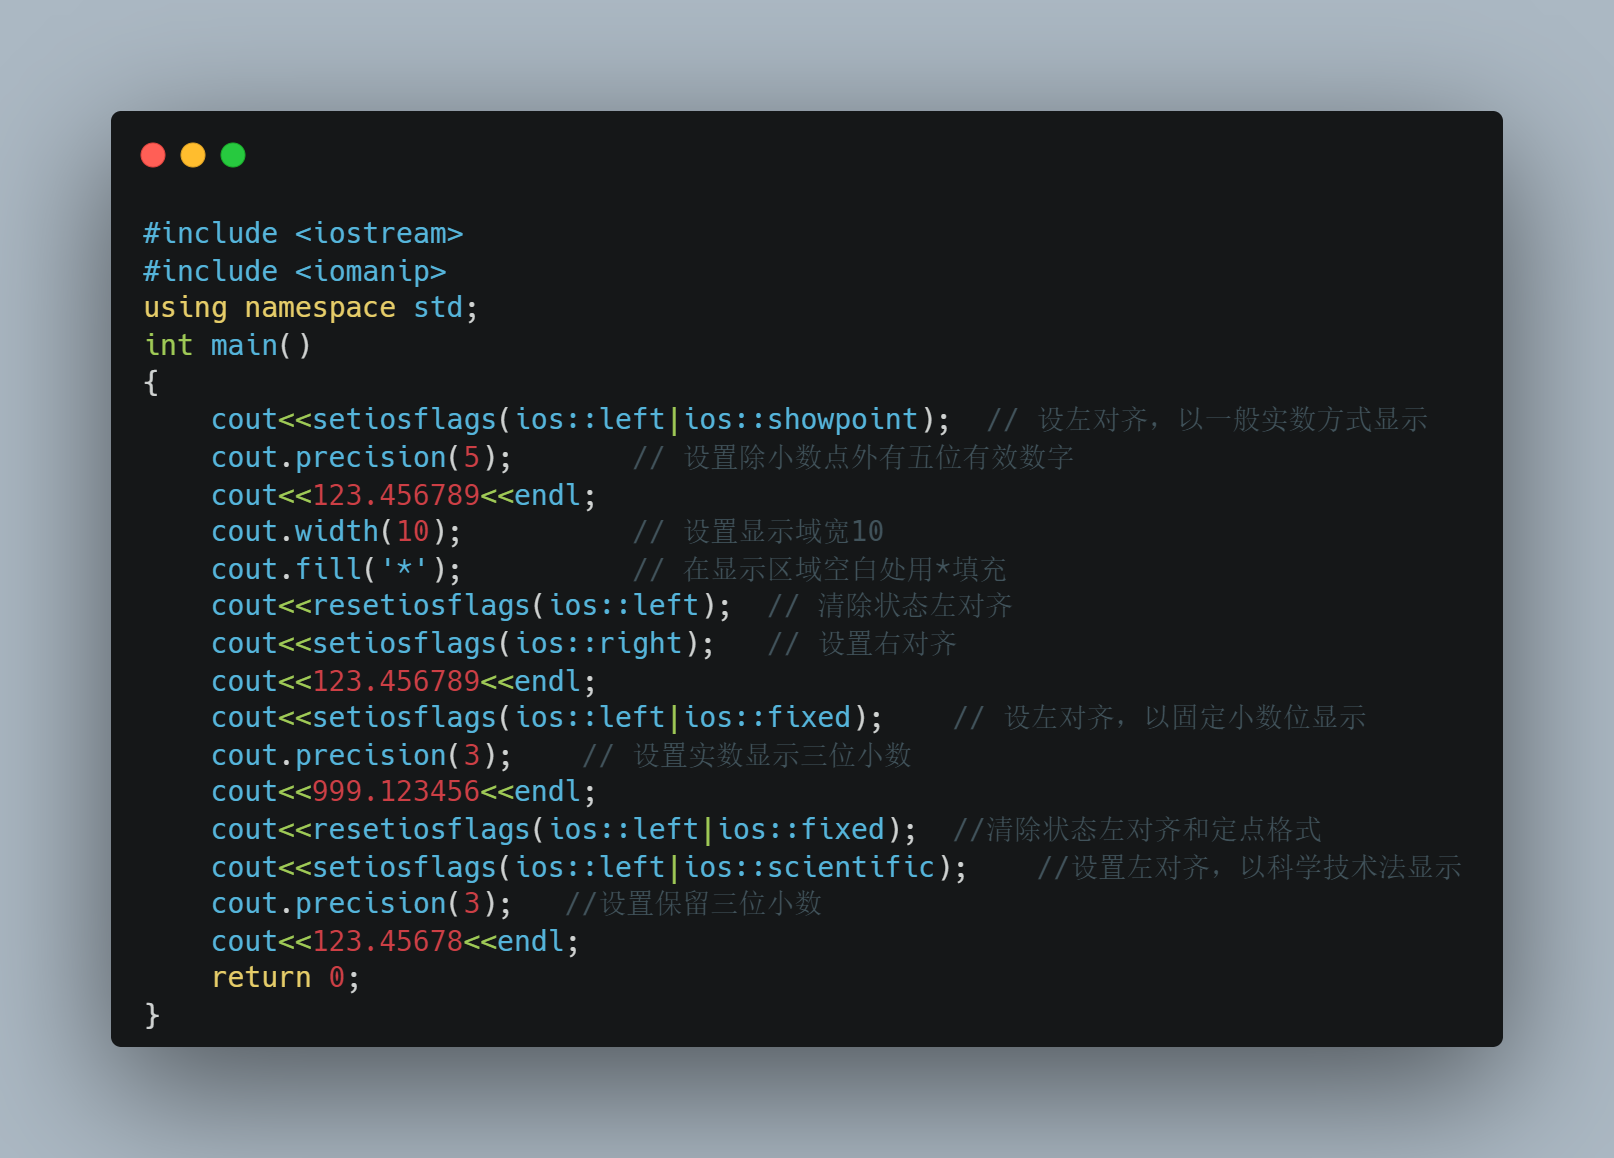 #include <iostream>
#include <iomanip>
using namespace std;
int main()
{
    cout<<setiosflags(ios::left|ios::showpoint);  // 设左对齐，以一般实数方式显示
    cout.precision(5);       // 设置除小数点外有五位有效数字
    cout<<123.456789<<endl;
    cout.width(10);          // 设置显示域宽10
    cout.fill('*');          // 在显示区域空白处用*填充
    cout<<resetiosflags(ios::left);  // 清除状态左对齐
    cout<<setiosflags(ios::right);   // 设置右对齐
    cout<<123.456789<<endl;
    cout<<setiosflags(ios::left|ios::fixed);    // 设左对齐，以固定小数位显示
    cout.precision(3);    // 设置实数显示三位小数
    cout<<999.123456<<endl;
    cout<<resetiosflags(ios::left|ios::fixed);  //清除状态左对齐和定点格式
    cout<<setiosflags(ios::left|ios::scientific);    //设置左对齐，以科学技术法显示
    cout.precision(3);   //设置保留三位小数
    cout<<123.45678<<endl;
    return 0;
}